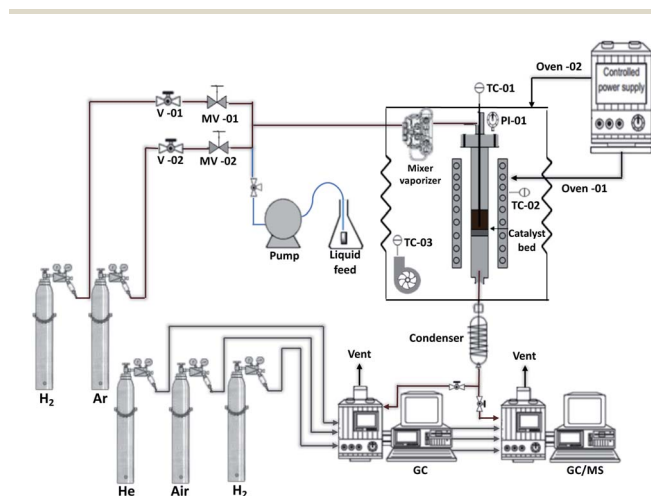 Oven -02
Controlled
power supply
TC-01
V -01
MV -01
PI-01
V -02
MV -02
Mixer
vaporizer
Oven -01
TC-02
Catalyst
bed
TC-03
Pump
Liquid
feed
Condenser
Vent
Vent
H2
Ar
He
Air
H2
GC
GC/MS